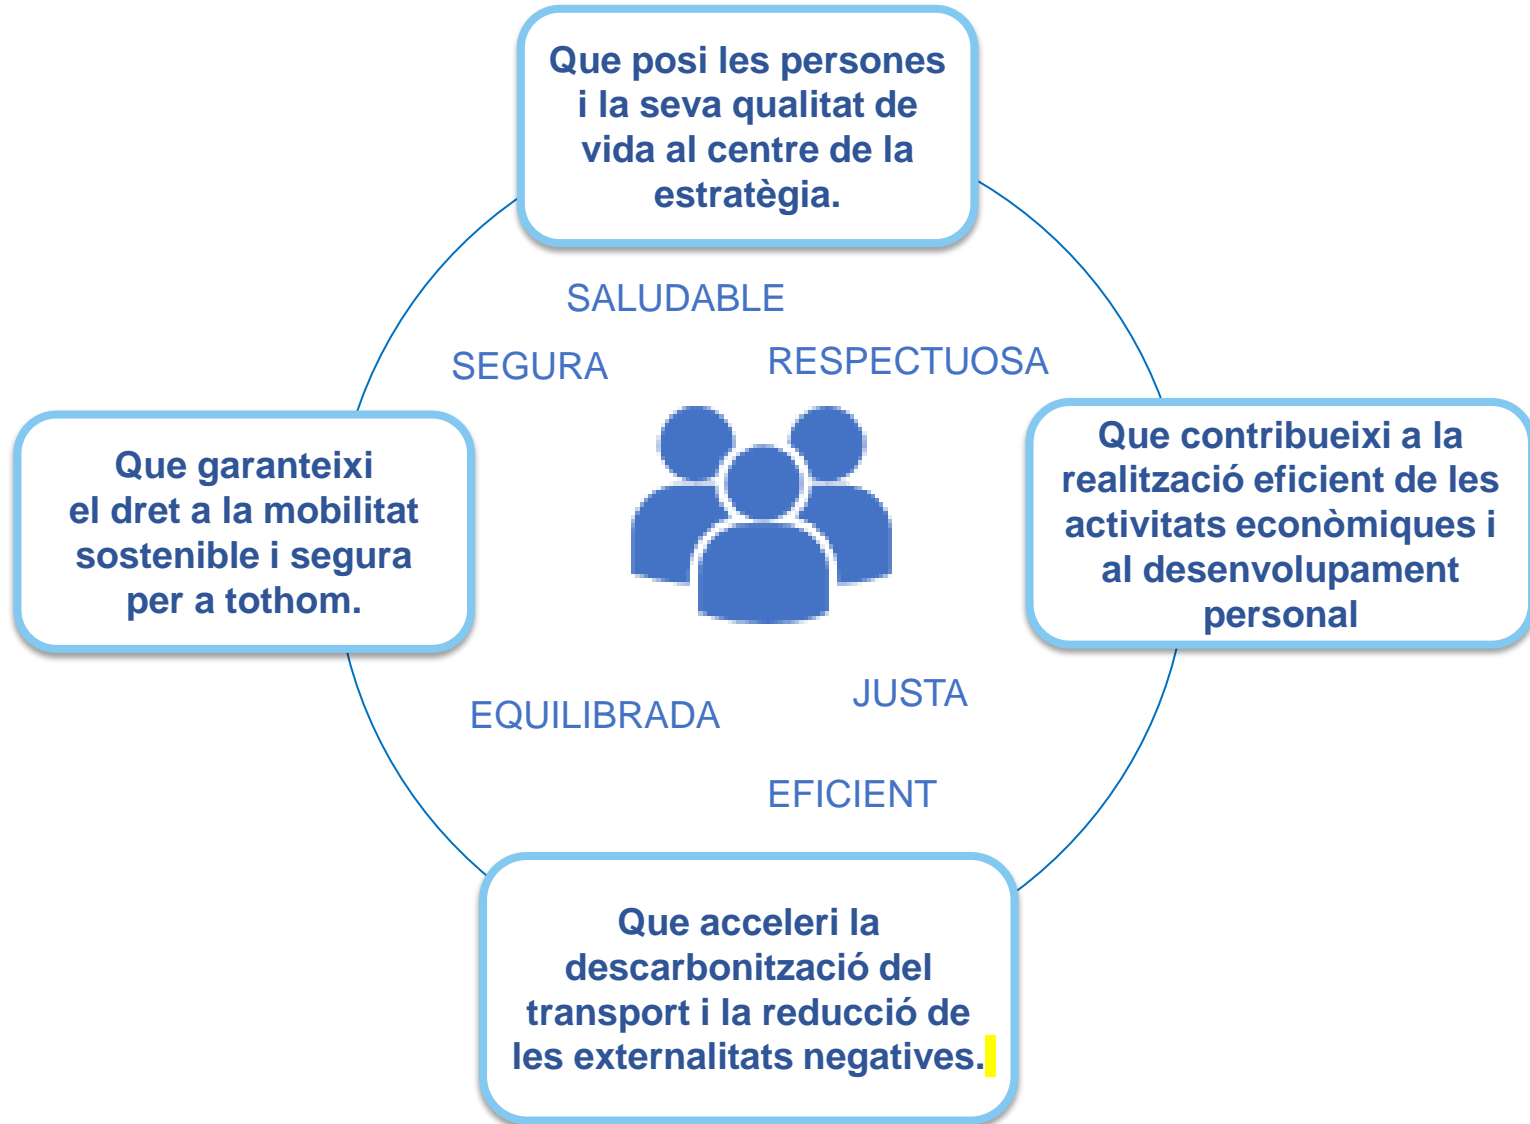 Que posi les persones
i la seva qualitat de
vida al centre de la
estratègia.
SALUDABLE
SEGURA
RESPECTUOSA
Que garanteixi
el dret a la mobilitat
sostenible i segura
per a tothom.
Que contribueixi a la
realització eficient de les
activitats econòmiques i
al desenvolupament
personal
EQUILIBRADA
JUSTA
EFICIENT
Que acceleri la
descarbonització del
transport i la reducció de
les externalitats negatives.